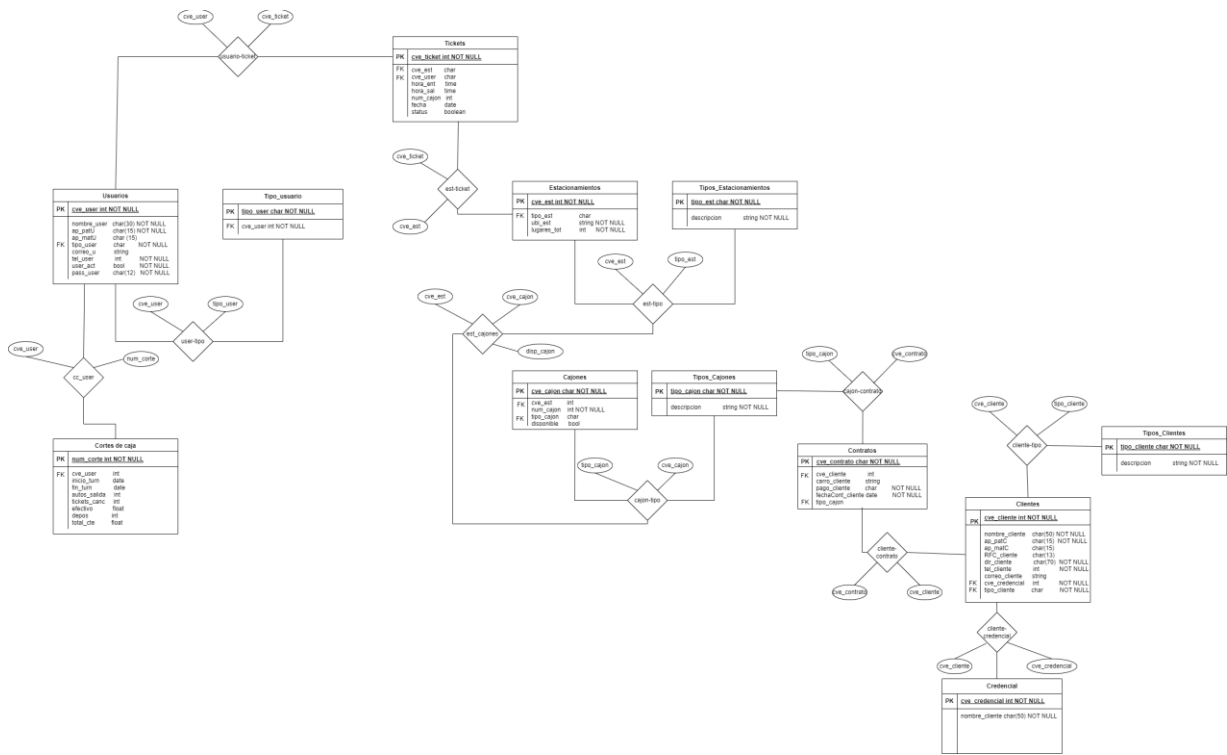 cve_user
cve_ticket
usuario-ticket
Tickets
PK cve_ticket int NOT NULL
FK cve_est char
FK cve_user char
hora_ent time
hora_sal time
num_cajon int
fecha date
status boolean
cve_ticket
est-ticket
cve_est
Usuarios
PK cve_user int NOT NULL
nombre_user char(30) NOT NULL
ap_patU char(15) NOT NULL
ap_matU char (15)
FK tipo_user char NOT NULL
correo_u string
tel_user int NOT NULL
user_act bool NOT NULL
pass_user char(12) NOT NULL
Tipo_usuario
PK tipo_user char NOT NULL
FK cve_user int NOT NULL
Estacionamientos
PK cve_est int NOT NULL
FK tipo_est char
ubi_est string NOT NULL
lugares_tot int NOT NULL
Tipos_Estacionamientos
PK tipo_est char NOT NULL
descripcion string NOT NULL
cve_est
tipo_est
est-tipo
cve_user
tipo_user
user-tipo
cve_est
cve_cajon
est_cajones
disp_cajon
cve_user
num_corte
cc_user
Cajones
PK cve_cajon char NOT NULL
FK cve_est int
num_cajon int NOT NULL
FK tipo_cajon char
disponible bool
Tipos_Cajones
PK tipo_cajon char NOT NULL
descripcion string NOT NULL
tipo_cajon
cve_contrato
cajon-contrato
cve_cliente
tipo_cliente
cliente-tipo
Tipos_Clientes
PK tipo_cliente char NOT NULL
descripcion string NOT NULL
Cortes de caja
PK num_corte int NOT NULL
FK cve_user int
inicio_turn date
fin_turn date
autos_salida int
tickets_canc int
efectivo float
depos int
total_cte float
tipo_cajon
cve_cajon
cajon-tipo
Contratos
PK cve_contrato char NOT NULL
FK cve_cliente int
carro_cliente string
pago_cliente char NOT NULL
fechaCont_cliente date NOT NULL
FK tipo_cajon
cliente-
contrato
cve_contrato
cve_cliente
Clientes
PK cve_cliente int NOT NULL
nombre_cliente char(50) NOT NULL
ap_patC char(15) NOT NULL
ap_matC char(15)
RFC_cliente char(13)
dir_cliente char(70) NOT NULL
tel_cliente int NOT NULL
correo_cliente string
FK cve_credencial int NOT NULL
FK tipo_cliente char NOT NULL
cliente-
credencial
cve_cliente
cve_credencial
Credencial
PK cve_credencial int NOT NULL
nombre_cliente char(50) NOT NULL